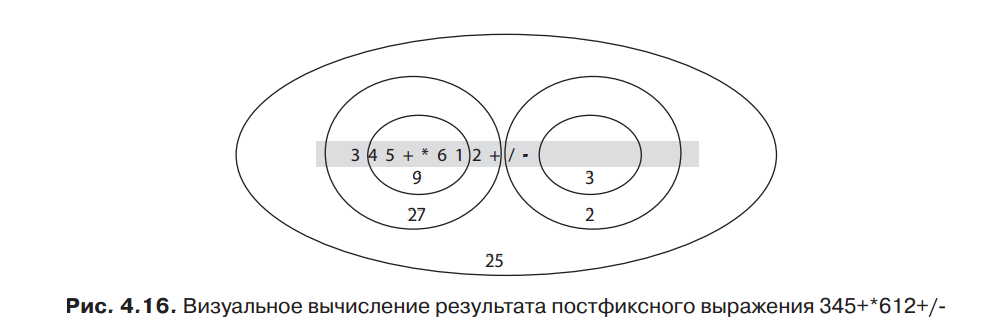 3 4 5 + * 6 1 2 + / -
9 3
27 2
25
Рис. 4.16. Визуальное вычисление результата постфиксного выражения 345+*612+/-